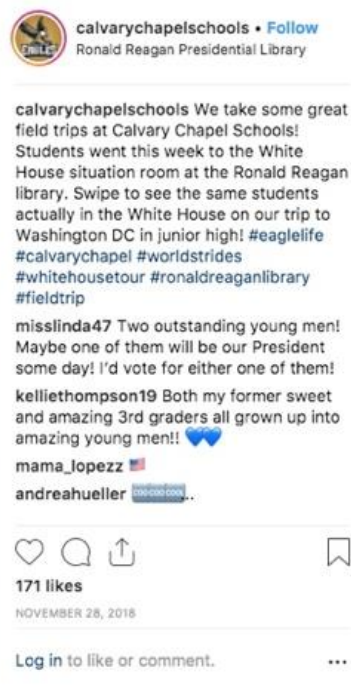 EAGLES
calvarychapelschools • Follow
Ronald Reagan Presidential Library
calvarychapelschools We take some great
field trips at Calvary Chapel Schools!
Students went this week to the White
House situation room at the Ronald Reagan
library. Swipe to see the same students
actually in the White House on our trip to
Washington DC in junior high! #eaglelife
#calvarychapel #worldstrides
#whitehousetour #ronaldreaganlibrary
#fieldtrip
misslinda47 Two outstanding young men!
Maybe one of them will be our President
some day! I'd vote for either one of them!
kelliethompson19 Both my former sweet
and amazing 3rd graders all grown up into
amazing young men!! 💙💙
mama_lopezz 🇺🇸
andreahueller COOCOOCOOL..
171 likes
NOVEMBER 28, 2018
Log in to like or comment.